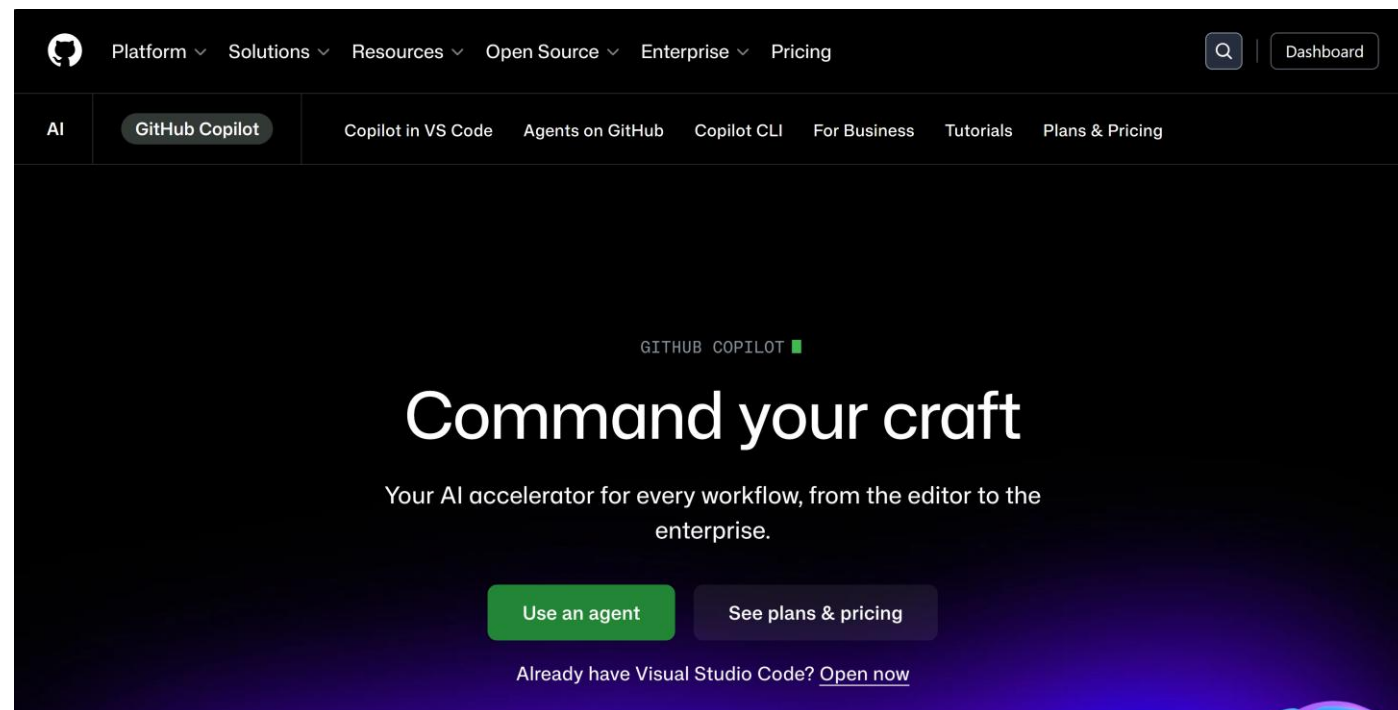 Platform Solutions Resources Open Source Enterprise Pricing Dashboard
AI GitHub Copilot Copilot in VS Code Agents on GitHub Copilot CLI For Business Tutorials Plans & Pricing
GITHUB COPILOT
Command your craft
Your AI accelerator for every workflow, from the editor to the
enterprise.
Use an agent See plans & pricing
Already have Visual Studio Code? Open now